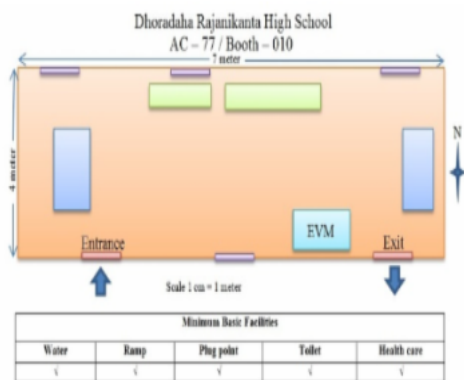 Dhoradaha Rajanikanta High School
AC – 77 / Booth – 010
7 meter
4 meter
N
EVM
Entrance
Exit
Scale 1 cm = 1 meter
Minimum Basic Facilities
Water Ramp Plug point Toilet Health care
√ √ √ √ √